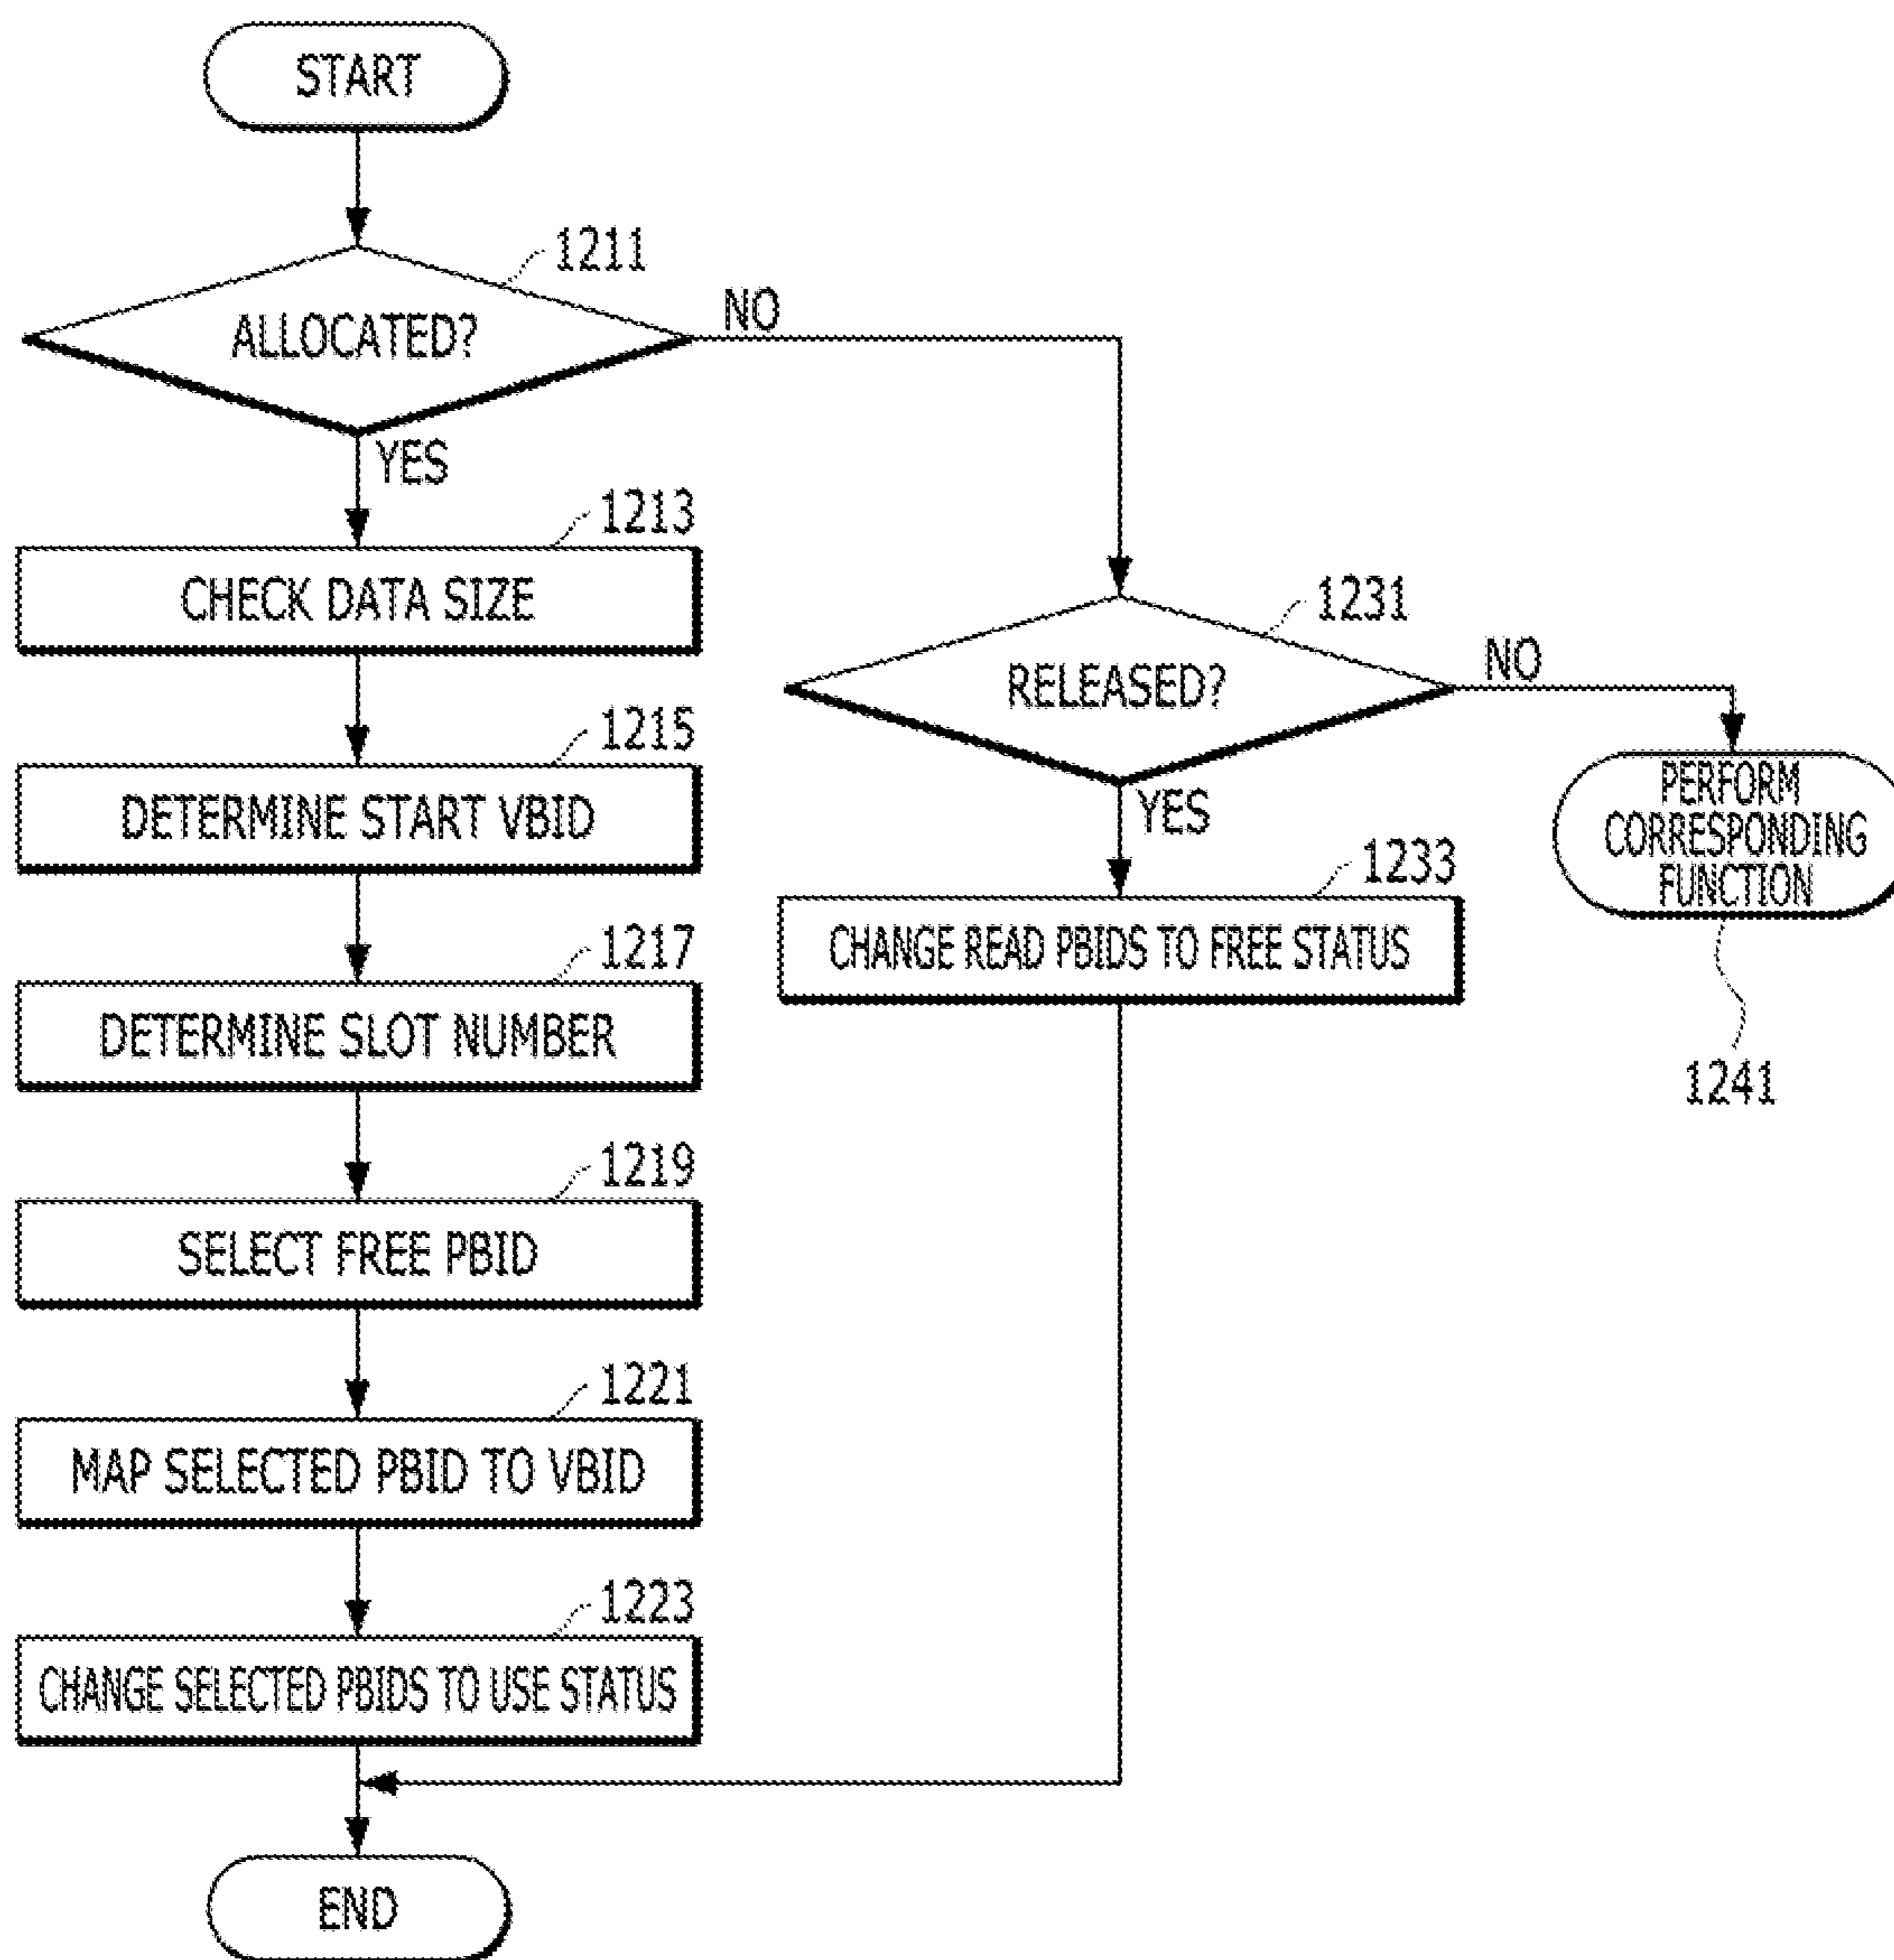 START
1211
ALLOCATED?
NO
YES
1213
CHECK DATA SIZE
1215
DETERMINE START VBID
1217
DETERMINE SLOT NUMBER
1219
SELECT FREE PBID
1221
MAP SELECTED PBID TO VBID
1223
CHANGE SELECTED PBIDS TO USE STATUS
END
1231
RELEASED?
NO
YES
1233
CHANGE READ PBIDS TO FREE STATUS
PERFORM
CORRESPONDING
FUNCTION
1241